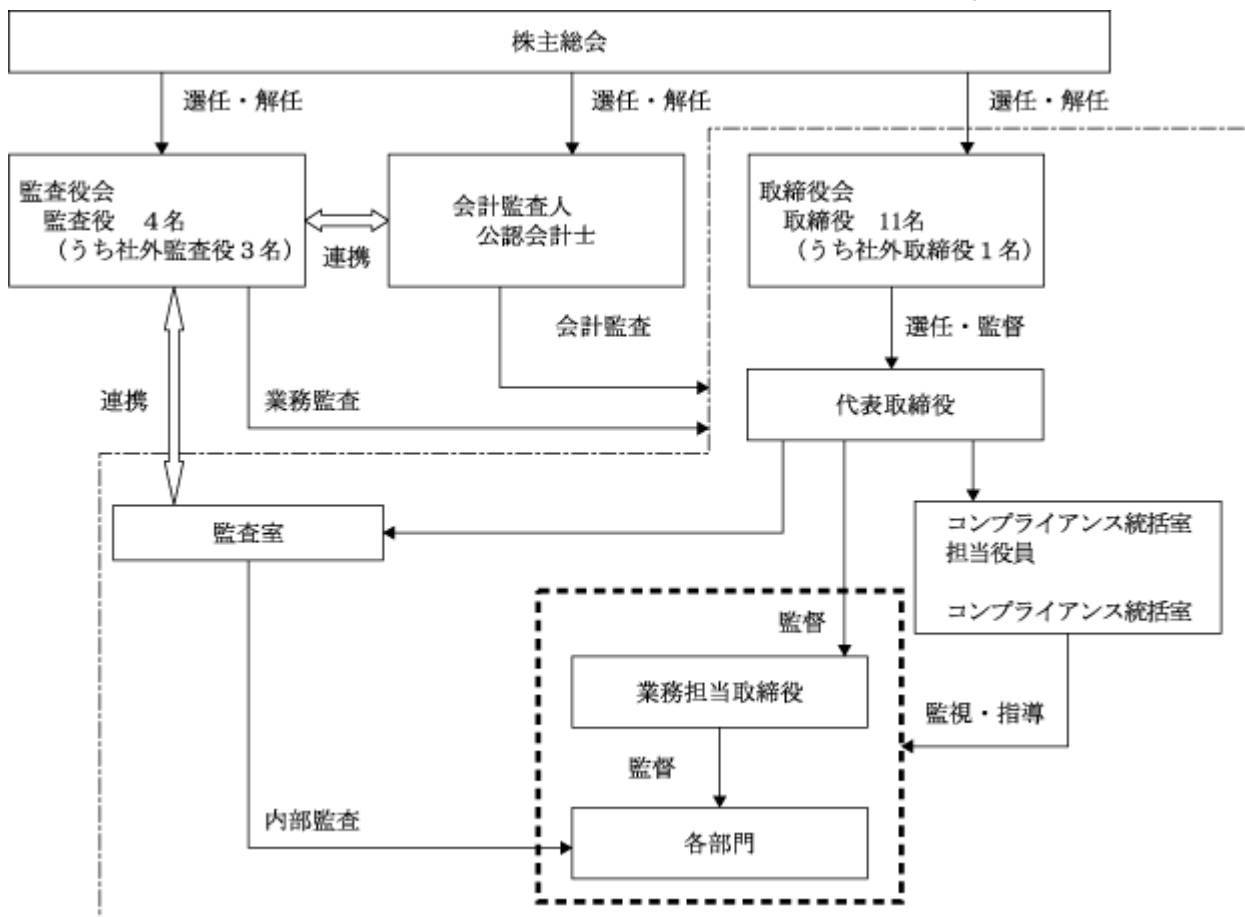 株主総会
選任・解任
選任・解任
選任・解任
監査役会
監査役 4名
(うち社外監査役3名)
連携
会計監査人
公認会計士
取締役会
取締役 11名
(うち社外取締役1名)
会計監査
選任・監督
連携
業務監査
代表取締役
監査室
コンプライアンス統括室
担当役員
コンプライアンス統括室
監督
業務担当取締役
監視・指導
監督
内部監査
各部門